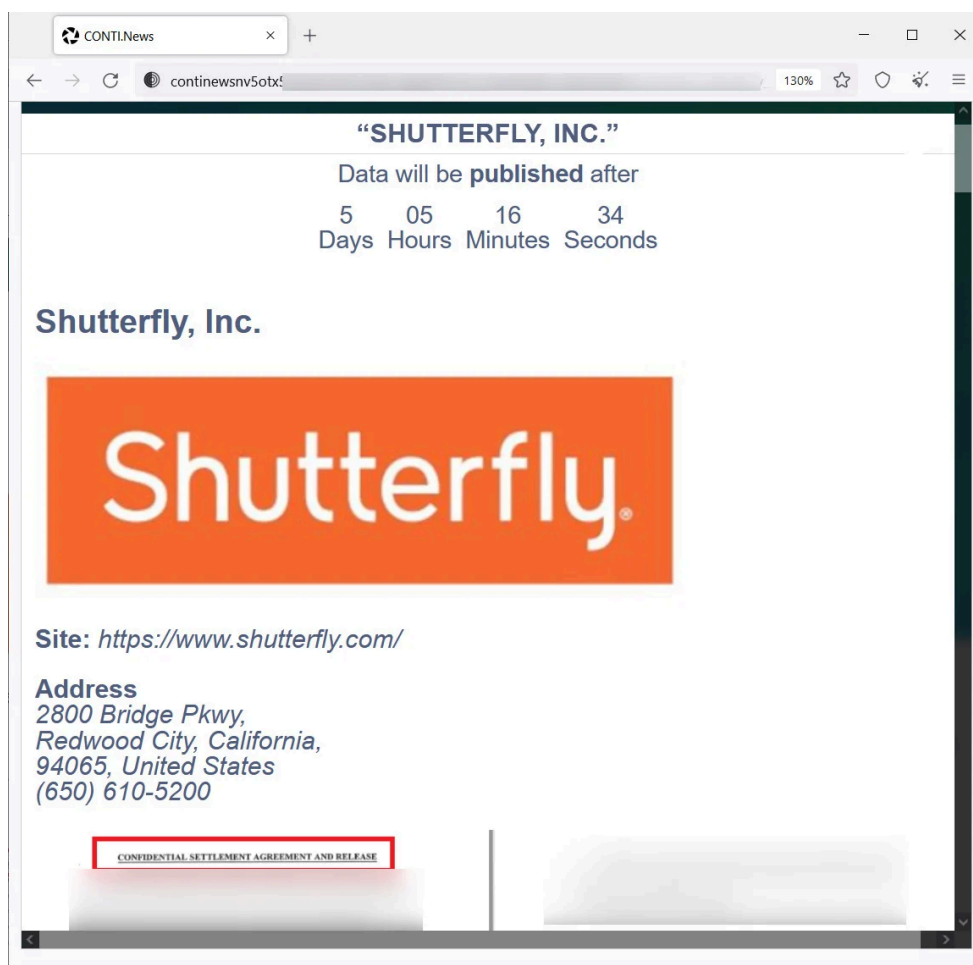 CONTI.News
continewsnv5otx5
130%
“SHUTTERFLY, INC.”
Data will be published after
5 05 16 34
Days Hours Minutes Seconds
Shutterfly, Inc.
Shutterfly.®
Site: https://www.shutterfly.com/
Address
2800 Bridge Pkwy,
Redwood City, California,
94065, United States
(650) 610-5200
CONFIDENTIAL SETTLEMENT AGREEMENT AND RELEASE